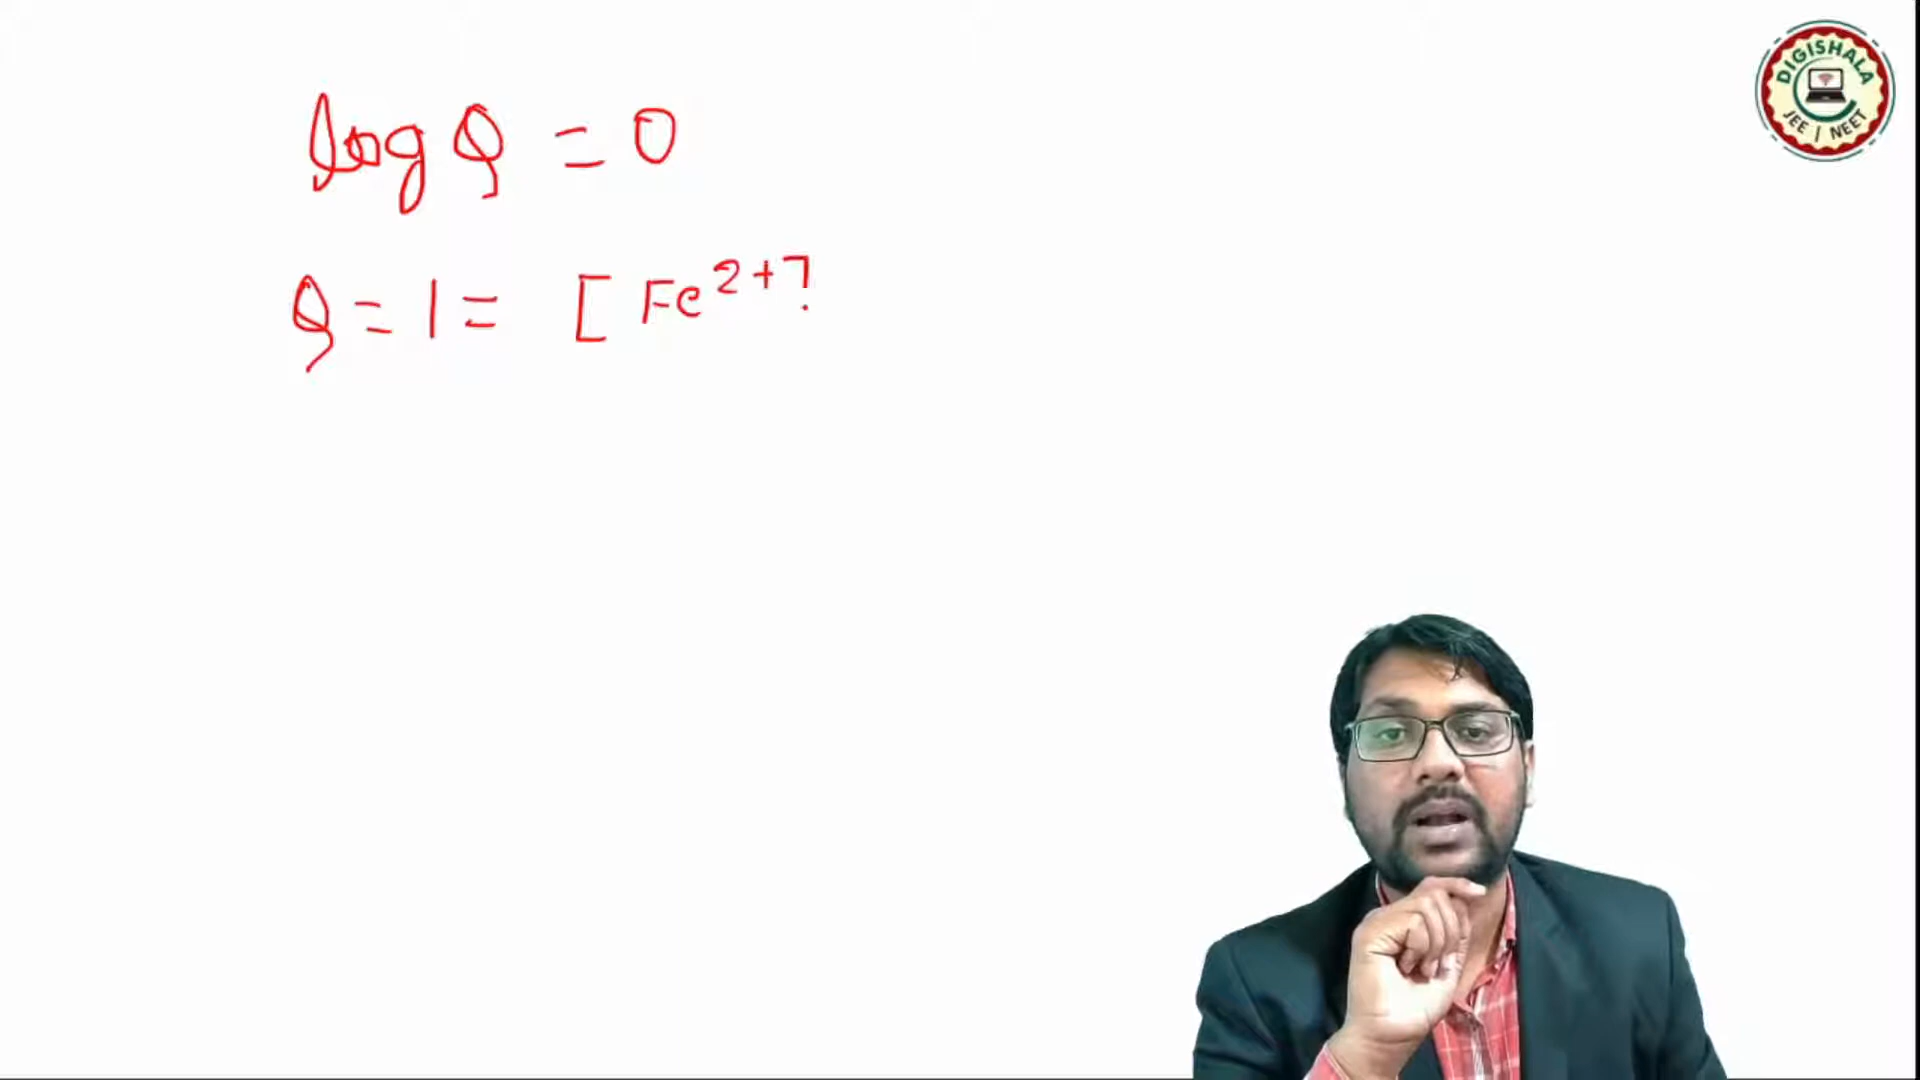 log Q = 0
Q = 1 = [ Fe²⁺]
DIGISHALA
JEE | NEET